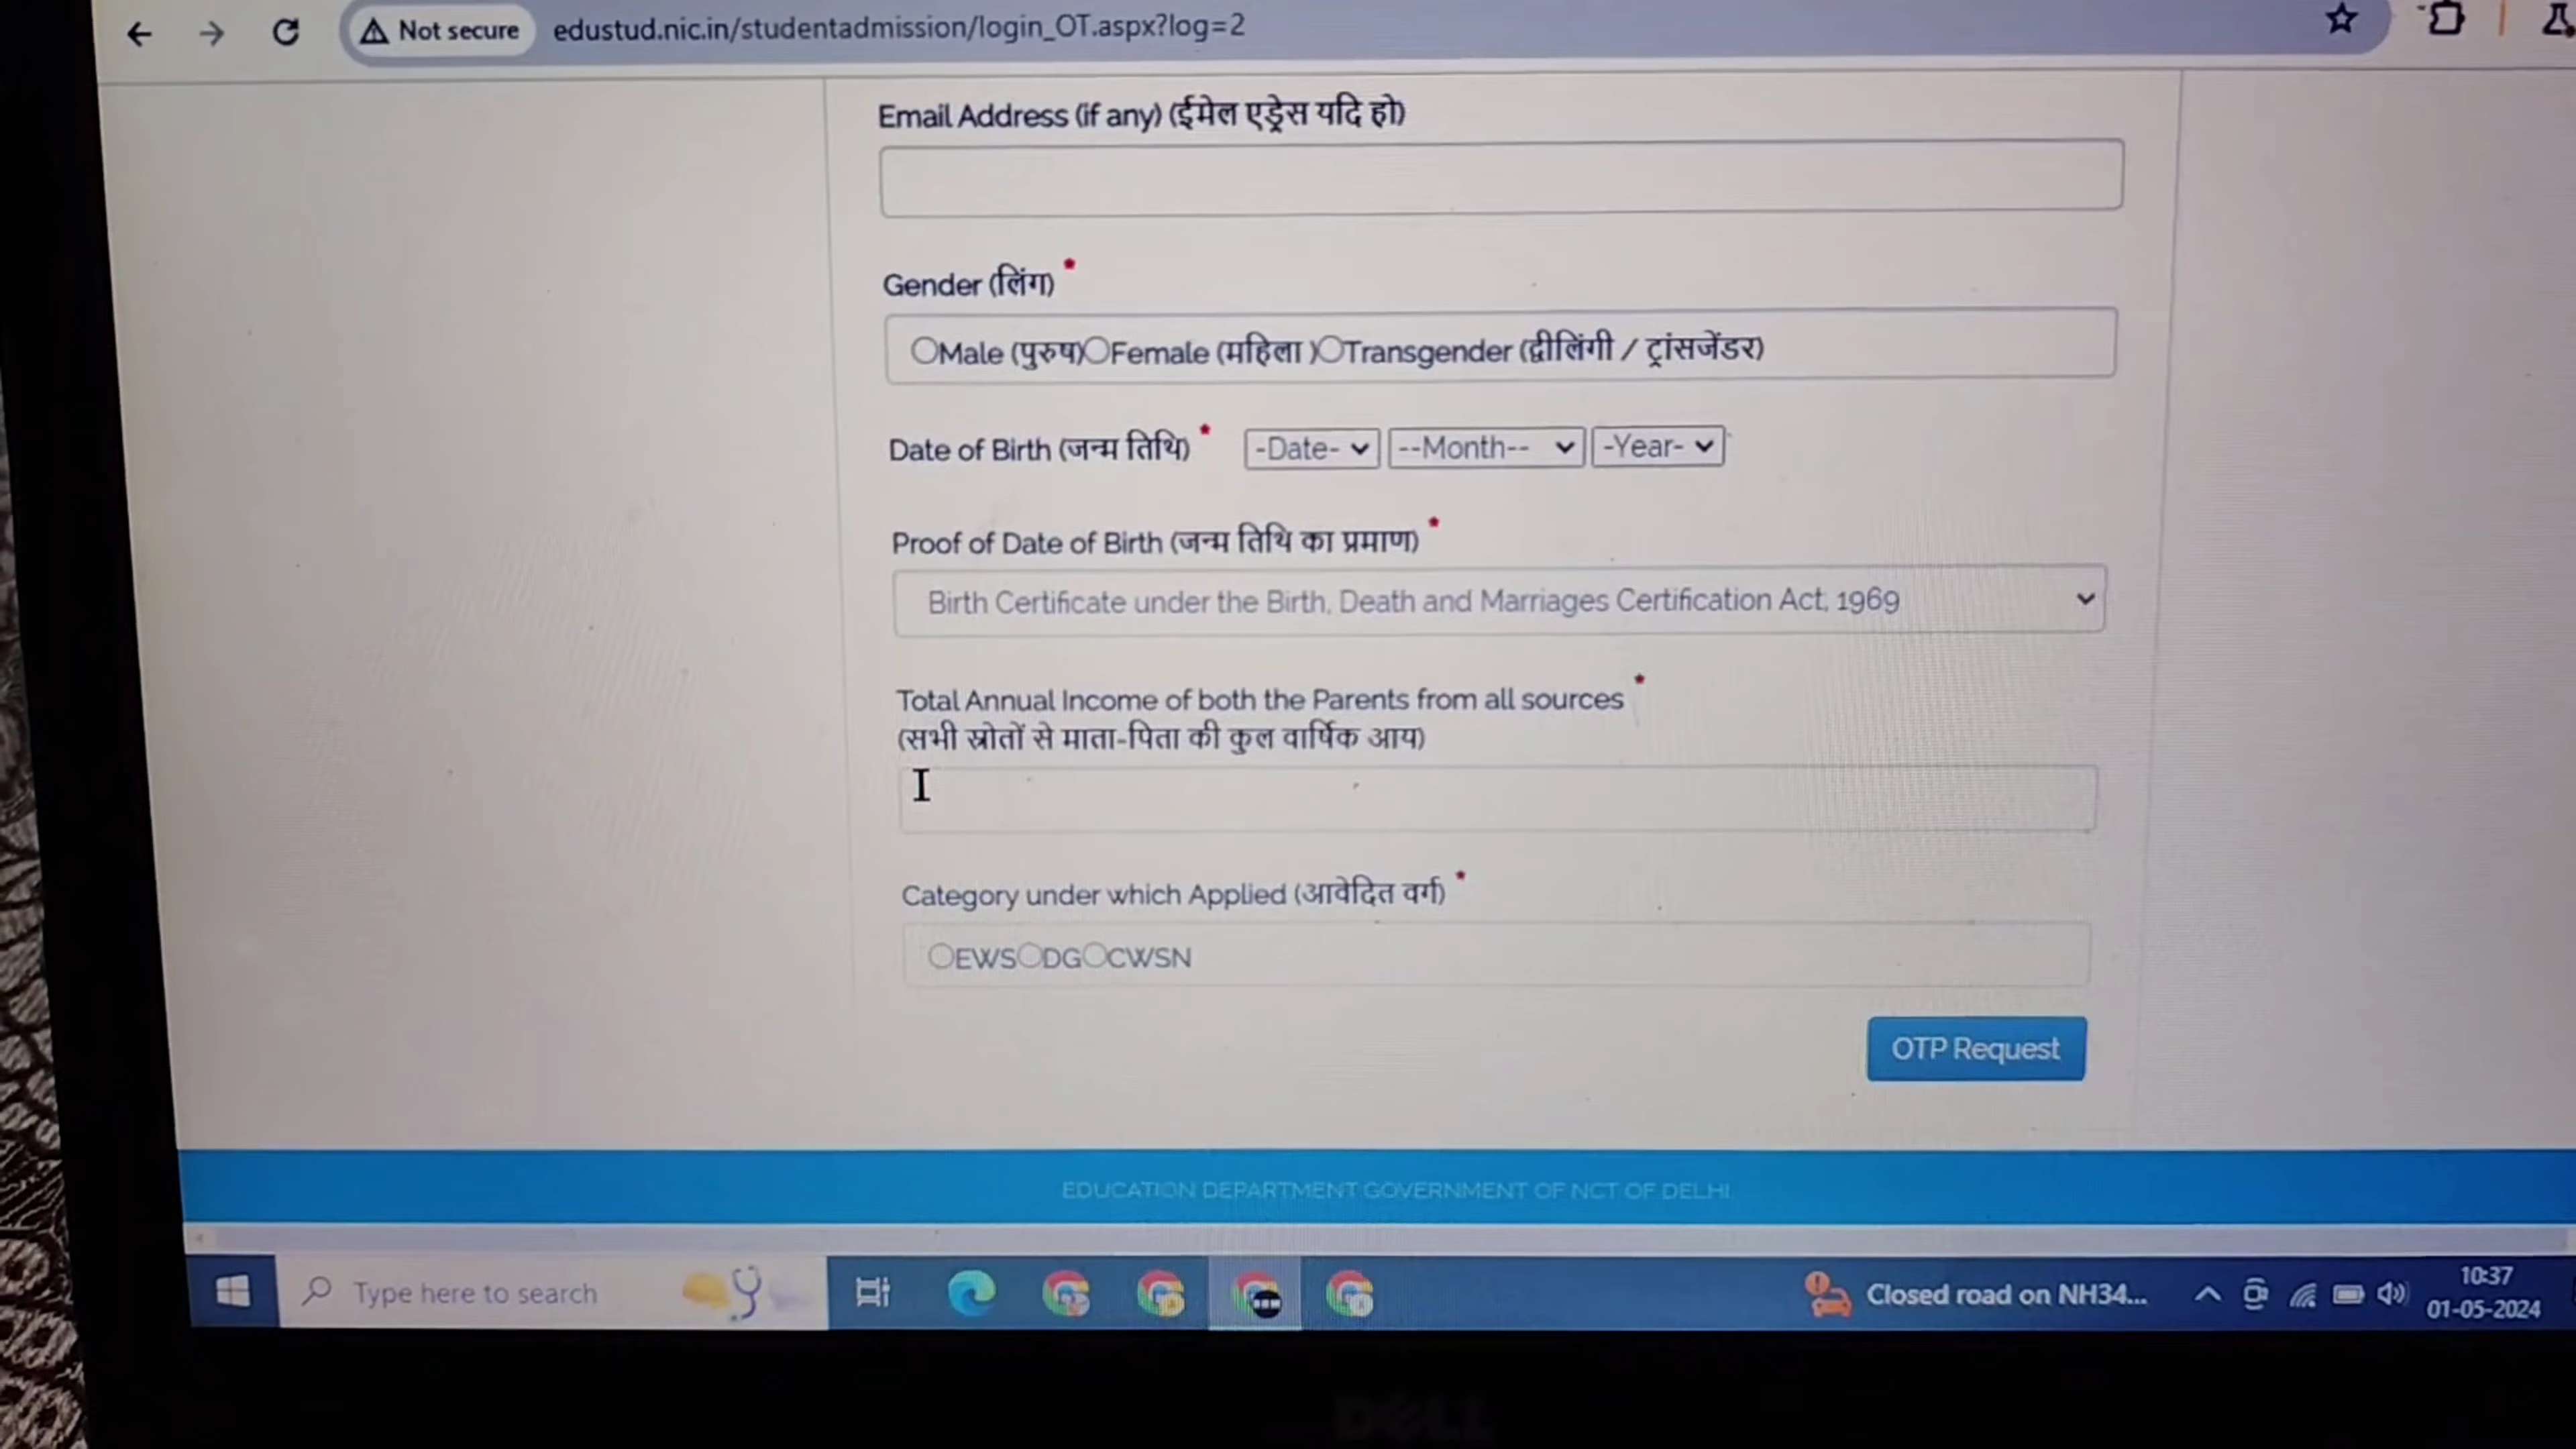 Not secure edustud.nic.in/studentadmission/login_OT.aspx?log=2
Email Address (if any) (ईमेल एड्रेस यदि हो)
Gender (लिंग) *
Male (पुरुष) Female (महिला ) Transgender (द्वीलिंगी / ट्रांसजेंडर)
Date of Birth (जन्म तिथि) * -Date- --Month-- -Year-
Proof of Date of Birth (जन्म तिथि का प्रमाण) *
Birth Certificate under the Birth, Death and Marriages Certification Act, 1969
Total Annual Income of both the Parents from all sources *
(सभी स्रोतों से माता-पिता की कुल वार्षिक आय)
Category under which Applied (आवेदित वर्ग) *
EWS DG CWSN
OTP Request
EDUCATION DEPARTMENT GOVERNMENT OF NCT OF DELHI
Type here to search
Closed road on NH34...
10:37
01-05-2024
DELL